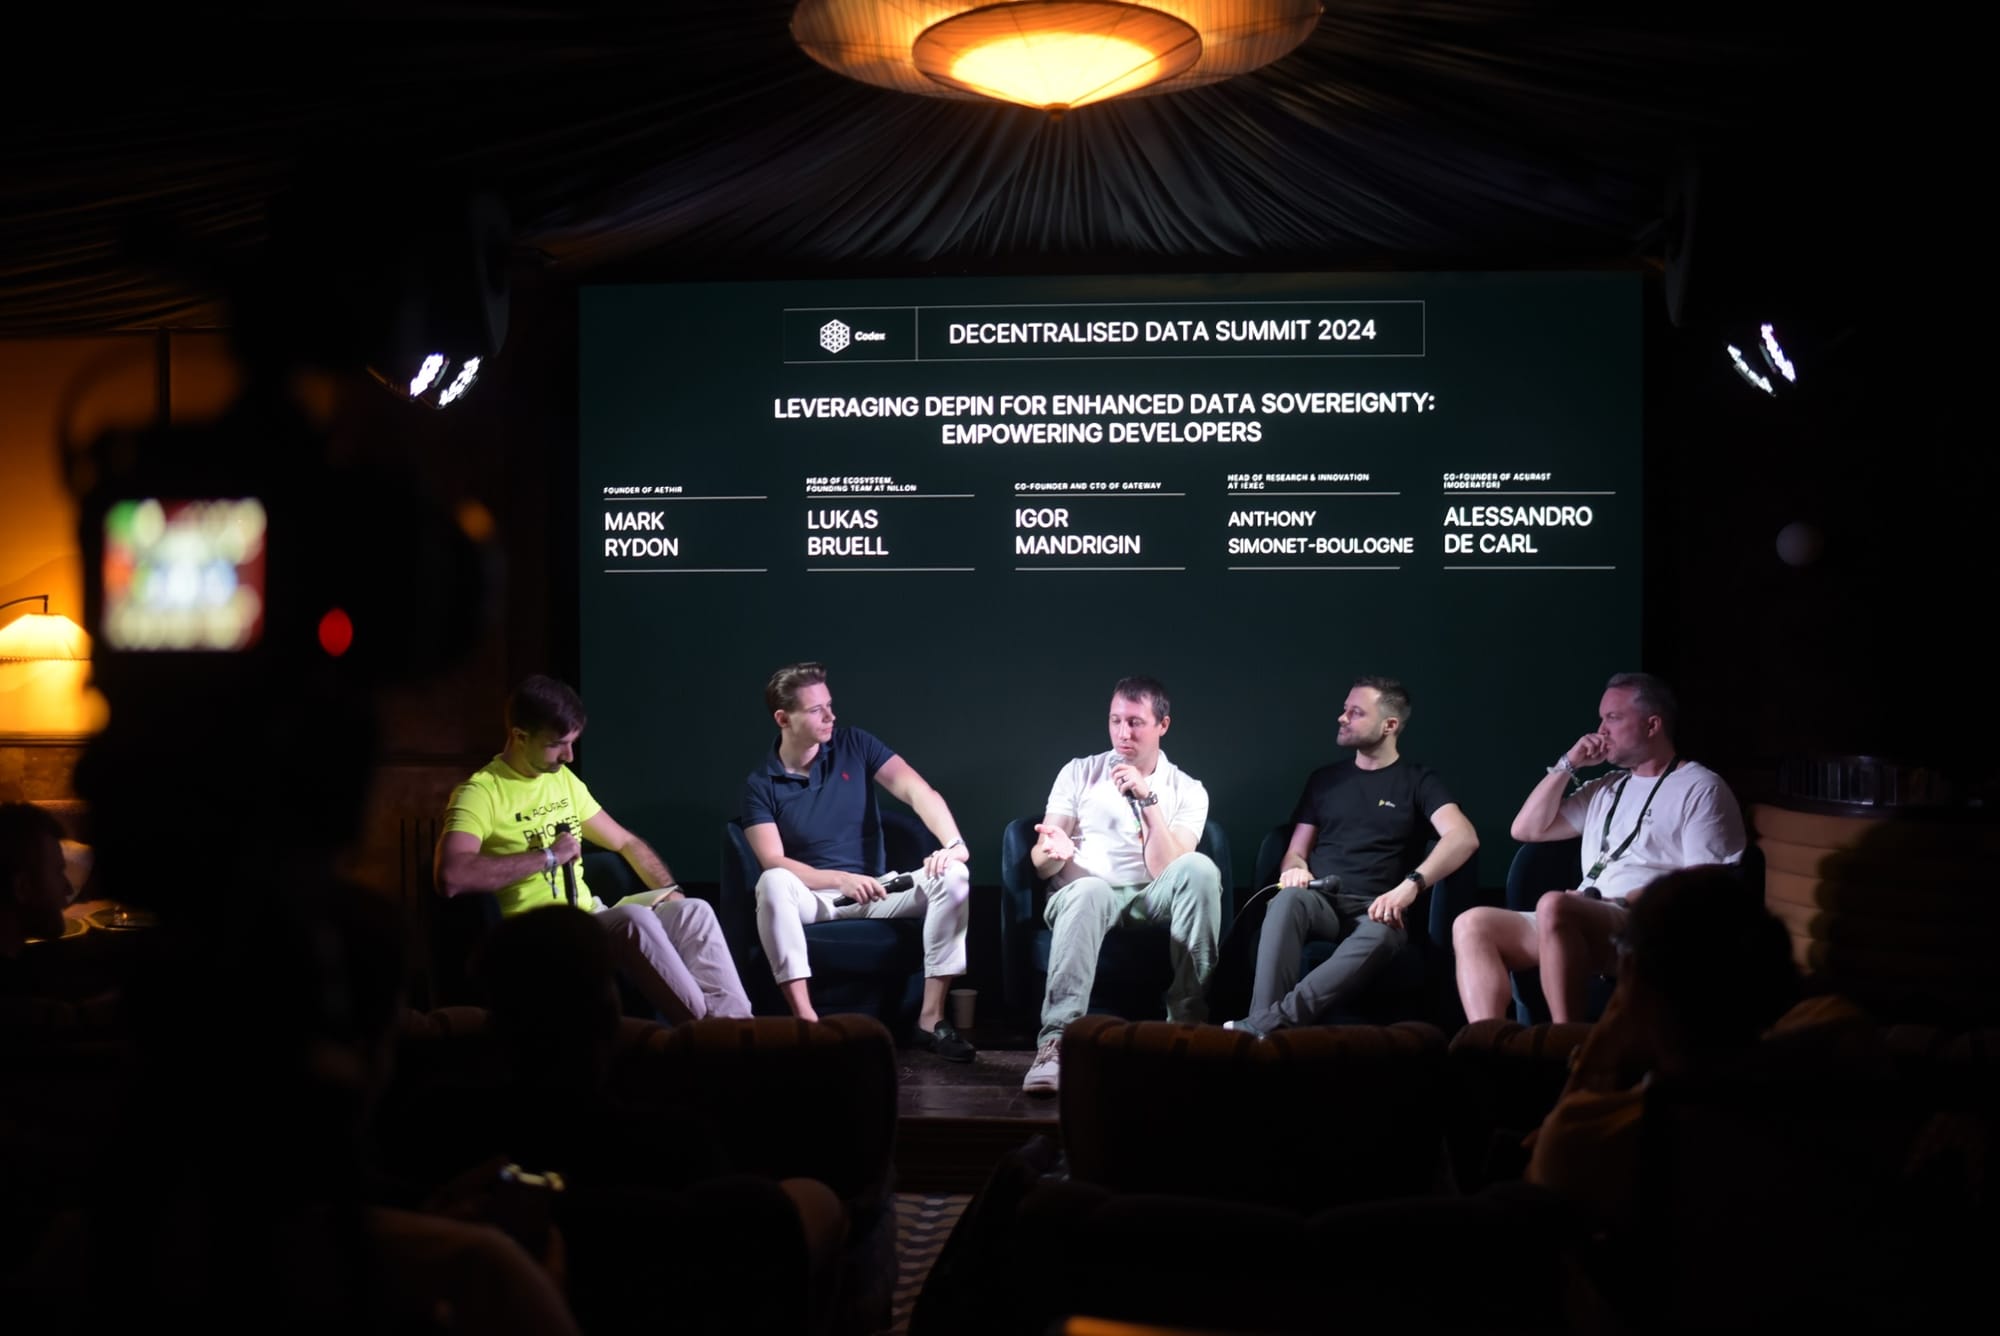 Codex
DECENTRALISED DATA SUMMIT 2024
LEVERAGING DEPIN FOR ENHANCED DATA SOVEREIGNTY:
EMPOWERING DEVELOPERS
FOUNDER OF AETHIR
MARK
RYDON
HEAD OF ECOSYSTEM,
FOUNDING TEAM AT NILLON
LUKAS
BRUELL
CO-FOUNDER AND CTO OF GATEWAY
IGOR
MANDRIGIN
HEAD OF RESEARCH & INNOVATION
AT IEXEC
ANTHONY
SIMONET-BOULOGNE
CO-FOUNDER OF ACURAST
(MODERATOR)
ALESSANDRO
DE CARL
ACURAST